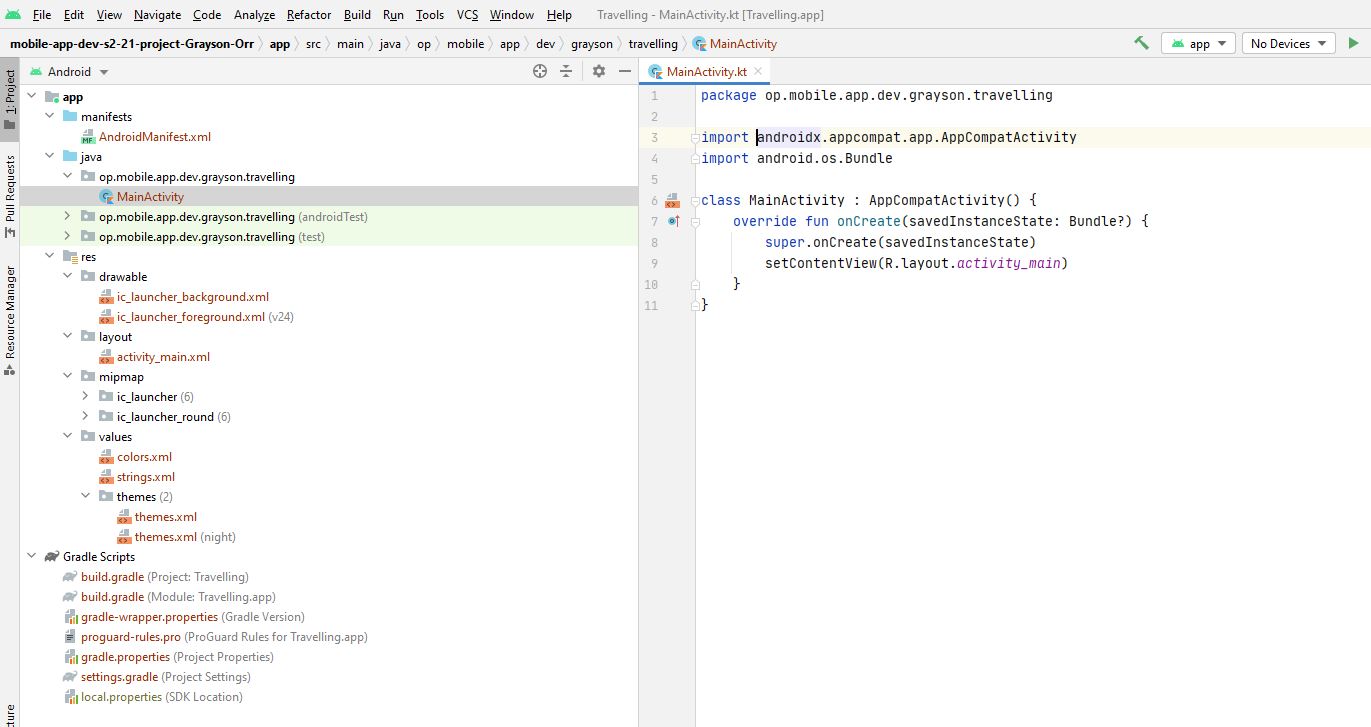 File Edit View Navigate Code Analyze Refactor Build Run Tools VCS Window Help Travelling - MainActivity.kt [Travelling.app]
mobile-app-dev-s2-21-project-Grayson-Orr app src main java op mobile app dev grayson travelling MainActivity app No Devices
1: Project
Pull Requests
Resource Manager
Android
app
manifests
AndroidManifest.xml
java
op.mobile.app.dev.grayson.travelling
MainActivity
op.mobile.app.dev.grayson.travelling (androidTest)
op.mobile.app.dev.grayson.travelling (test)
res
drawable
ic_launcher_background.xml
ic_launcher_foreground.xml (v24)
layout
activity_main.xml
mipmap
ic_launcher (6)
ic_launcher_round (6)
values
colors.xml
strings.xml
themes (2)
themes.xml
themes.xml (night)
Gradle Scripts
build.gradle (Project: Travelling)
build.gradle (Module: Travelling.app)
gradle-wrapper.properties (Gradle Version)
proguard-rules.pro (ProGuard Rules for Travelling.app)
gradle.properties (Project Properties)
settings.gradle (Project Settings)
local.properties (SDK Location)
MainActivity.kt
1 package op.mobile.app.dev.grayson.travelling
2
3 import androidx.appcompat.app.AppCompatActivity
4 import android.os.Bundle
5
6 class MainActivity : AppCompatActivity() {
7 override fun onCreate(savedInstanceState: Bundle?) {
8 super.onCreate(savedInstanceState)
9 setContentView(R.layout.activity_main)
10 }
11 }